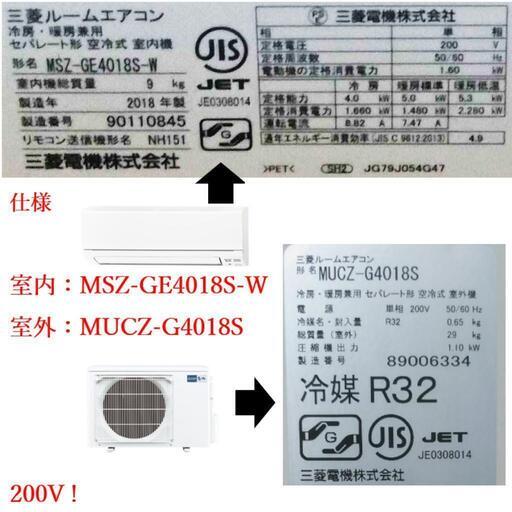 三菱ルームエアコン
冷房・暖房兼用
セパレート形 空冷式 室内機
形名 MSZ-GE4018S-W
室内機総質量 9 kg
製造年 2018 年製
製造番号 90110845
リモコン送信機形名 NH151
三菱電機株式会社
JIS
JET
JE0308014
G
PS E 三菱電機株式会社
相 単 相
定格電圧 200 V
定格周波数 50/60 Hz
電動機の定格消費電力 1.60 kW
冷房 暖房標準 暖房低温
定格能力 4.0 kW 5.0 kW 5.3 kW
定格消費電力 1.660 kW 1.480 kW 2.280 kW
運転電流 8.82 A 7.47 A
通年エネルギー消費効率 (JIS C 9612:2013) 4.9
>PET< SH2 JG79J054G47
仕様
室内：MSZ-GE4018S-W
室外：MUCZ-G4018S
200V！
三菱ルームエアコン
形名 MUCZ-G4018S
冷房・暖房兼用 セパレート形 空冷式 室外機
電源 単相 200V 50/60 Hz
冷媒名・封入量 R32 0.65 kg
総質量（室外） 29 kg
圧縮機出力 1.10 kW
製造番号 89006334
冷媒 R32
G
JIS
JET
JE0308014
三菱電機株式会社